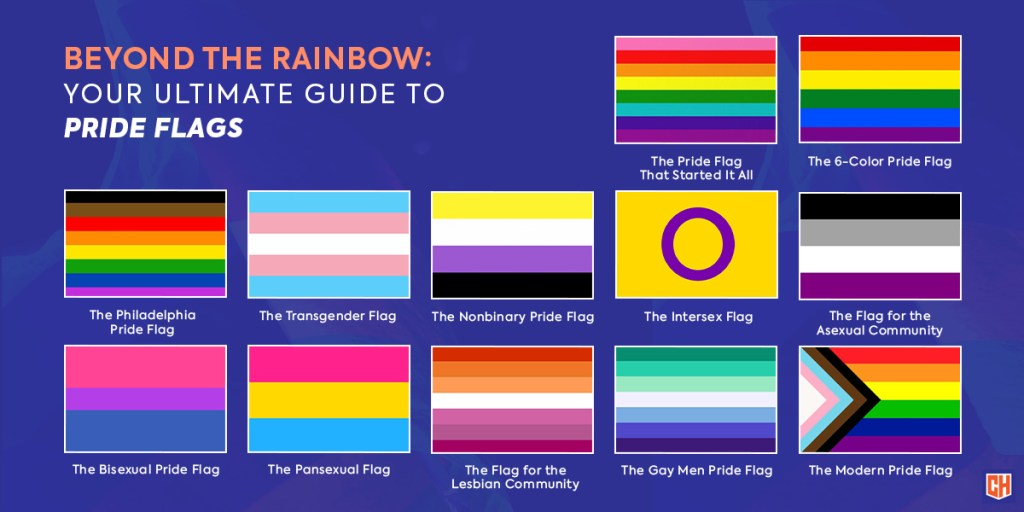 BEYOND THE RAINBOW:
YOUR ULTIMATE GUIDE TO
PRIDE FLAGS
The Pride Flag
That Started It All
The 6-Color Pride Flag
The Philadelphia
Pride Flag
The Transgender Flag
The Nonbinary Pride Flag
The Intersex Flag
The Flag for the
Asexual Community
The Bisexual Pride Flag
The Pansexual Flag
The Flag for the
Lesbian Community
The Gay Men Pride Flag
The Modern Pride Flag
CH